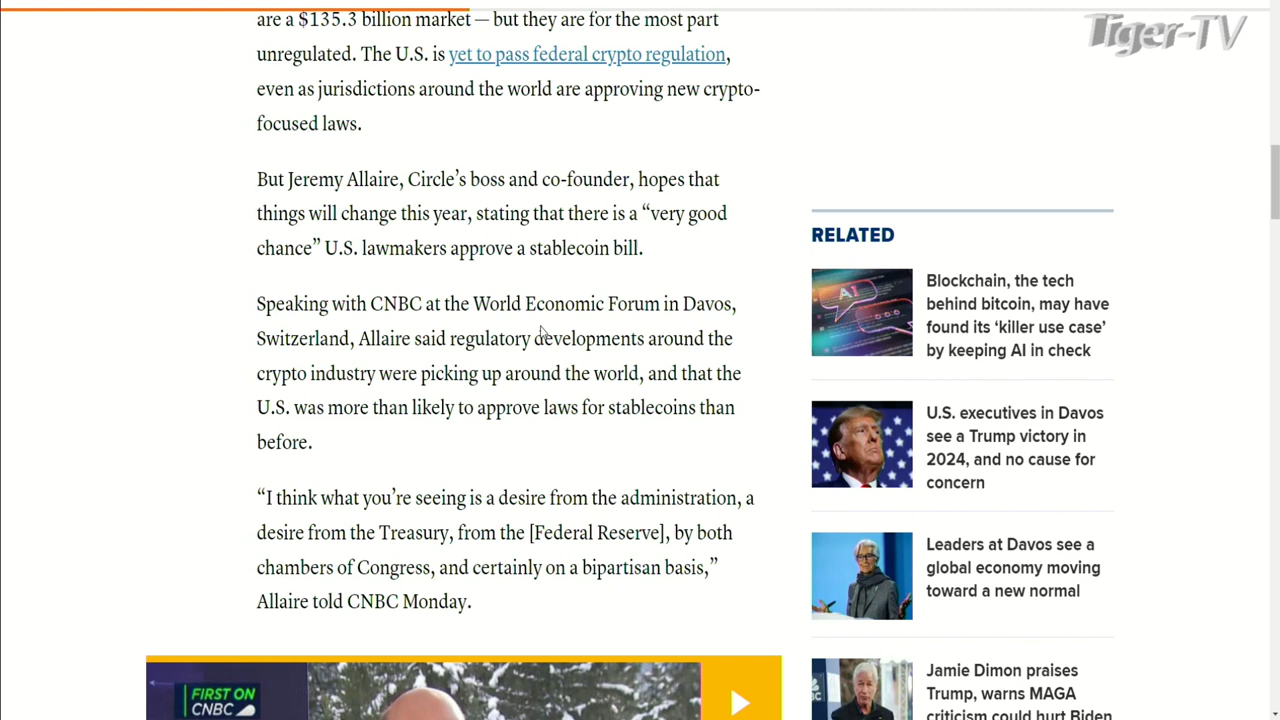 are a $135.3 billion market — but they are for the most part
unregulated. The U.S. is yet to pass federal crypto regulation,
even as jurisdictions around the world are approving new crypto-
focused laws.
But Jeremy Allaire, Circle’s boss and co-founder, hopes that
things will change this year, stating that there is a “very good
chance” U.S. lawmakers approve a stablecoin bill.
Speaking with CNBC at the World Economic Forum in Davos,
Switzerland, Allaire said regulatory developments around the
crypto industry were picking up around the world, and that the
U.S. was more than likely to approve laws for stablecoins than
before.
“I think what you’re seeing is a desire from the administration, a
desire from the Treasury, from the [Federal Reserve], by both
chambers of Congress, and certainly on a bipartisan basis,”
Allaire told CNBC Monday.
FIRST ON
CNBC
Tiger-TV
RELATED
AI
Blockchain, the tech
behind bitcoin, may have
found its ‘killer use case’
by keeping AI in check
U.S. executives in Davos
see a Trump victory in
2024, and no cause for
concern
Leaders at Davos see a
global economy moving
toward a new normal
Jamie Dimon praises
Trump, warns MAGA
criticism could hurt Biden